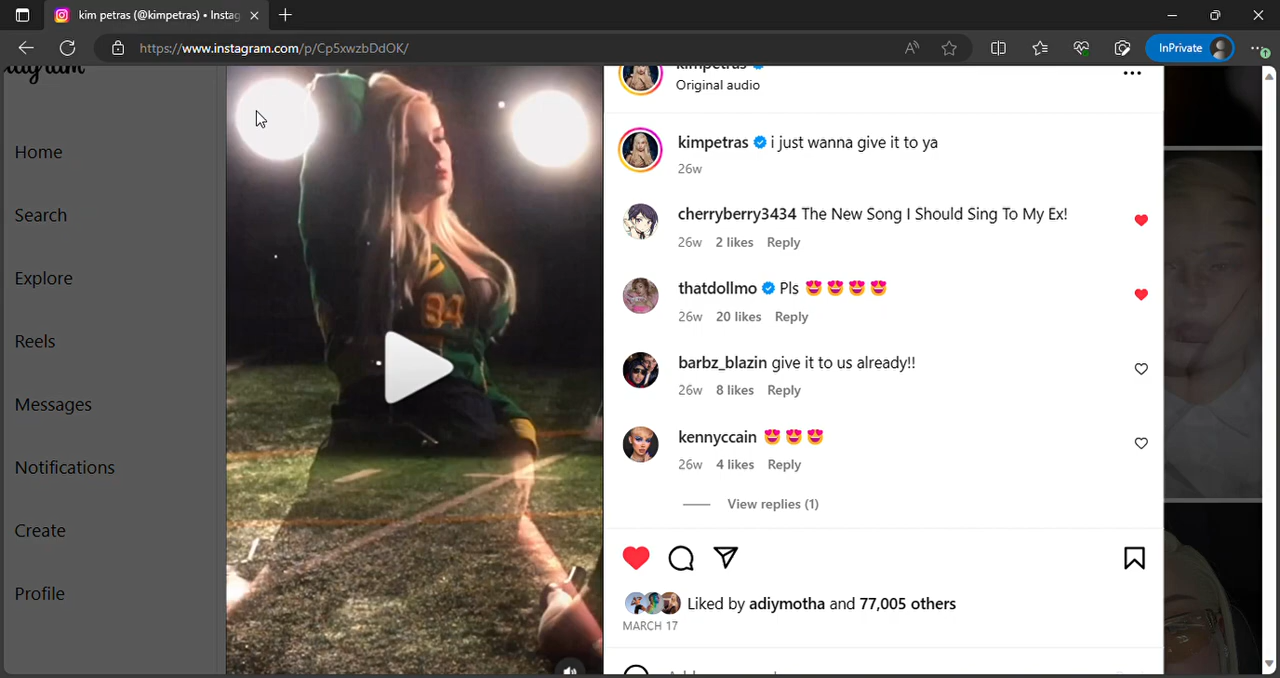 kim petras (@kimpetras) • Instag
https://www.instagram.com/p/Cp5xwzbDdOK/
InPrivate
Home
Search
Explore
Reels
Messages
Notifications
Create
Profile
94
kimpetras
Original audio
kimpetras i just wanna give it to ya
26w
cherryberry3434 The New Song I Should Sing To My Ex!
26w 2 likes Reply
thatdollmo Pls 😍 😍 😍 😍
26w 20 likes Reply
barbz_blazin give it to us already!!
26w 8 likes Reply
kennyccain 😍 😍 😍
26w 4 likes Reply
View replies (1)
Liked by adiymotha and 77,005 others
MARCH 17